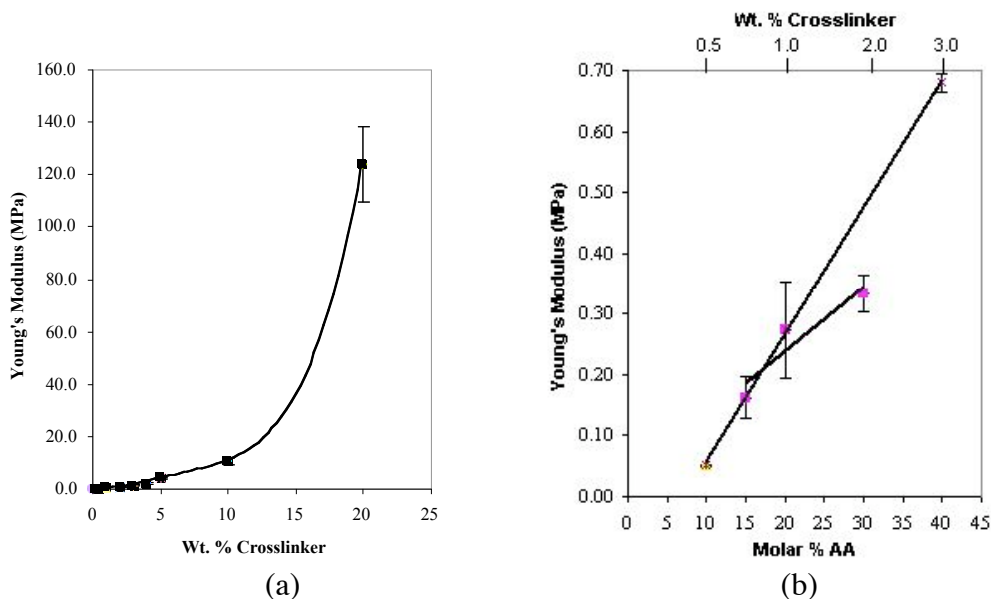 160.0
140.0
120.0
100.0
80.0
60.0
40.0
20.0
0.0
Young's Modulus (MPa)
0 5 10 15 20 25
Wt. % Crosslinker
(a)
Wt. % Crosslinker
0.5 1.0 2.0 3.0
0.70
0.60
0.50
0.40
0.30
0.20
0.10
0.00
Young's Modulus (MPa)
0 5 10 15 20 25 30 35 40 45
Molar % AA
(b)